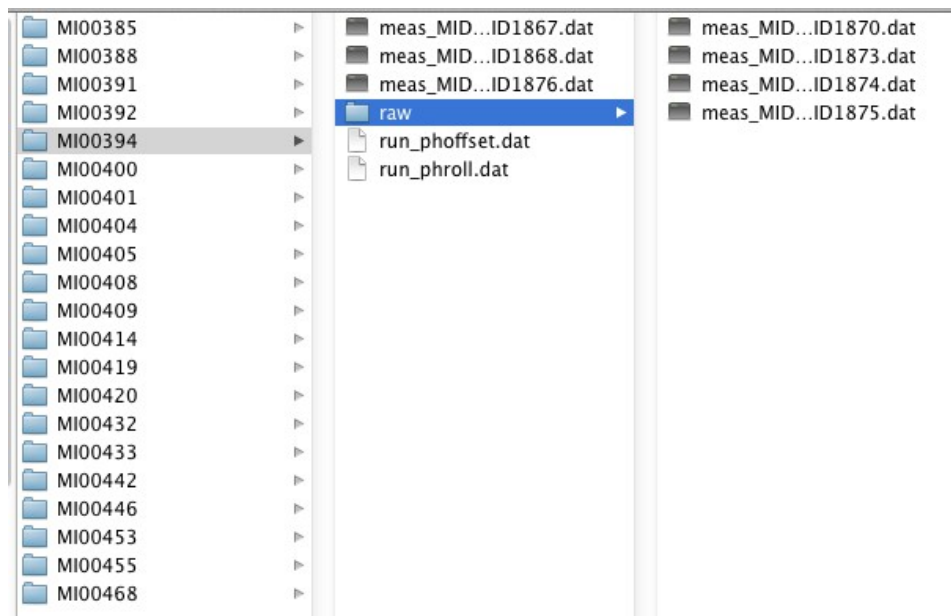 MI00385
MI00388
MI00391
MI00392
MI00394
MI00400
MI00401
MI00404
MI00405
MI00408
MI00409
MI00414
MI00419
MI00420
MI00432
MI00433
MI00442
MI00446
MI00453
MI00455
MI00468
meas_MID...ID1867.dat
meas_MID...ID1868.dat
meas_MID...ID1876.dat
raw
run_phoffset.dat
run_phroll.dat
meas_MID...ID1870.dat
meas_MID...ID1873.dat
meas_MID...ID1874.dat
meas_MID...ID1875.dat